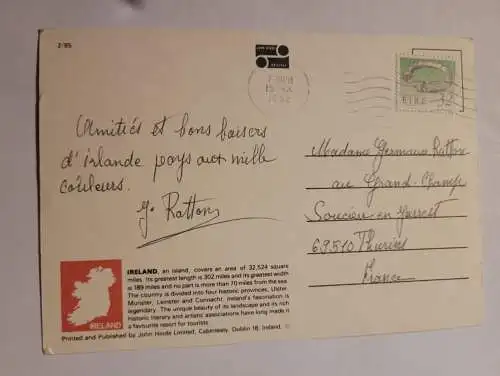 2/85
ÉIRE 32
Amitiés et bons baisers
d'irlande pays aux mille
couleurs.
y. Ratton
Madame Germaine Ratton
au Grand-Champ
Soucieu en Jarrest
69510 Thurins
France
IRELAND, an island, covers an area of 32,524 square
miles. Its greatest length is 302 miles and its greatest width
is 189 miles and no part is more than 70 miles from the sea.
The country is divided into four historic provinces, Ulster,
Munster, Leinster and Connacht. Ireland's fascination is
legendary. The unique beauty of its landscape and its rich
historic literary and artistic associations have long made it
a favourite resort for tourists.
IRELAND
Printed and Published by John Hinde Limited, Cabinteely, Dublin 18, Ireland. ©